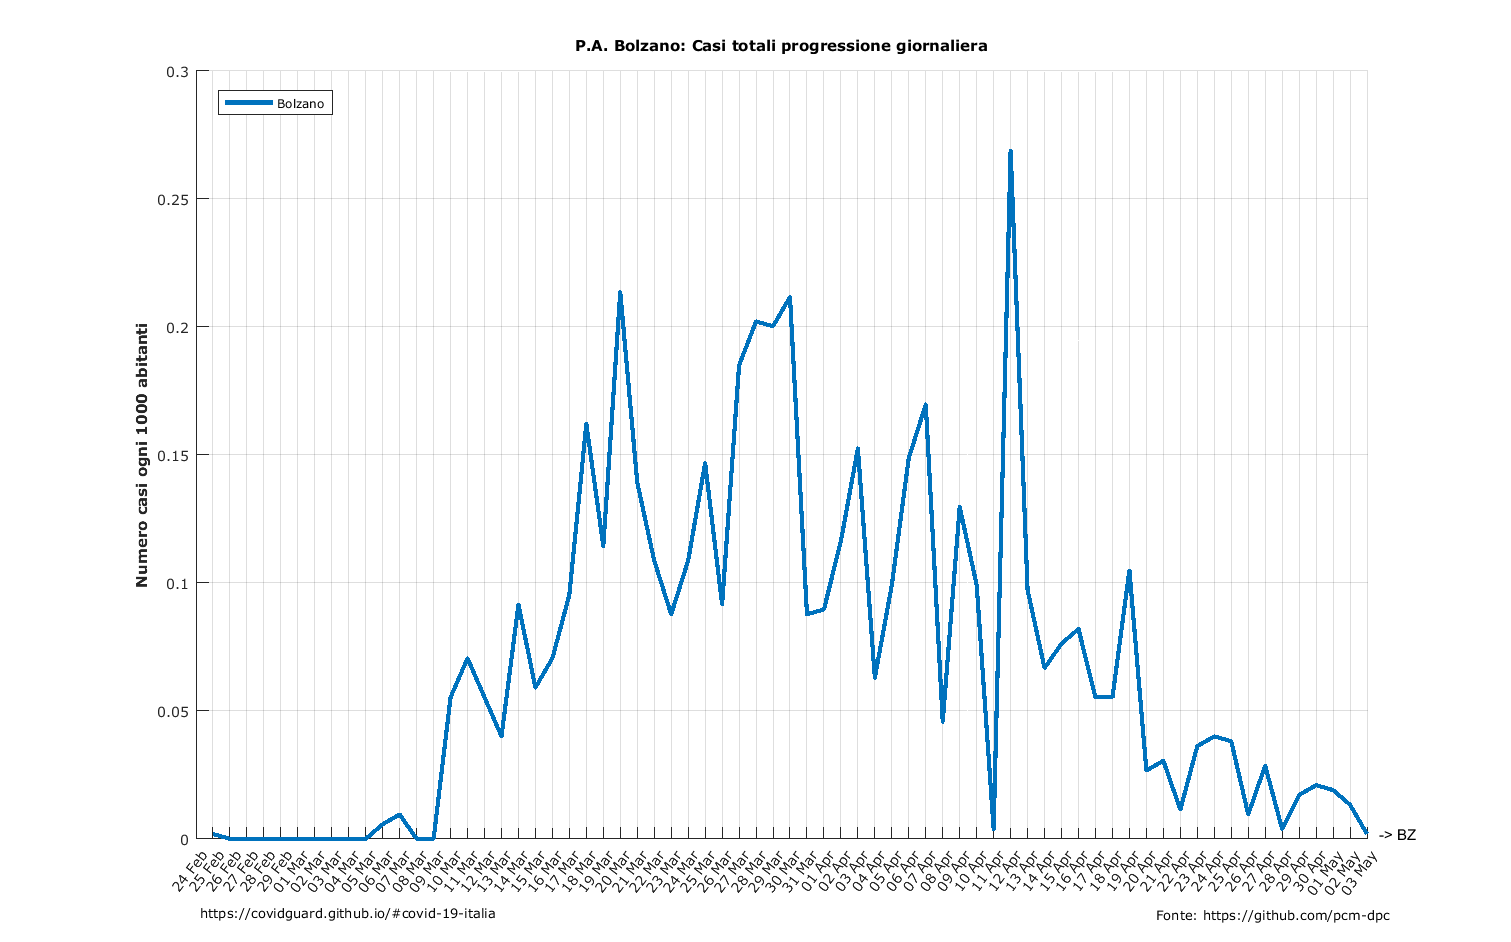 P.A. Bolzano: Casi totali progressione giornaliera
Bolzano
Numero casi ogni 1000 abitanti
0.3
0.25
0.2
0.15
0.1
0.05
0
24 Feb
25 Feb
26 Feb
27 Feb
28 Feb
29 Feb
01 Mar
02 Mar
03 Mar
04 Mar
05 Mar
06 Mar
07 Mar
08 Mar
09 Mar
10 Mar
11 Mar
12 Mar
13 Mar
14 Mar
15 Mar
16 Mar
17 Mar
18 Mar
19 Mar
20 Mar
21 Mar
22 Mar
23 Mar
24 Mar
25 Mar
26 Mar
27 Mar
28 Mar
29 Mar
30 Mar
31 Mar
01 Apr
02 Apr
03 Apr
04 Apr
05 Apr
06 Apr
07 Apr
08 Apr
09 Apr
10 Apr
11 Apr
12 Apr
13 Apr
14 Apr
15 Apr
16 Apr
17 Apr
18 Apr
19 Apr
20 Apr
21 Apr
22 Apr
23 Apr
24 Apr
25 Apr
26 Apr
27 Apr
28 Apr
29 Apr
30 Apr
01 May
02 May
03 May
-> BZ
https://covidguard.github.io/#covid-19-italia
Fonte: https://github.com/pcm-dpc